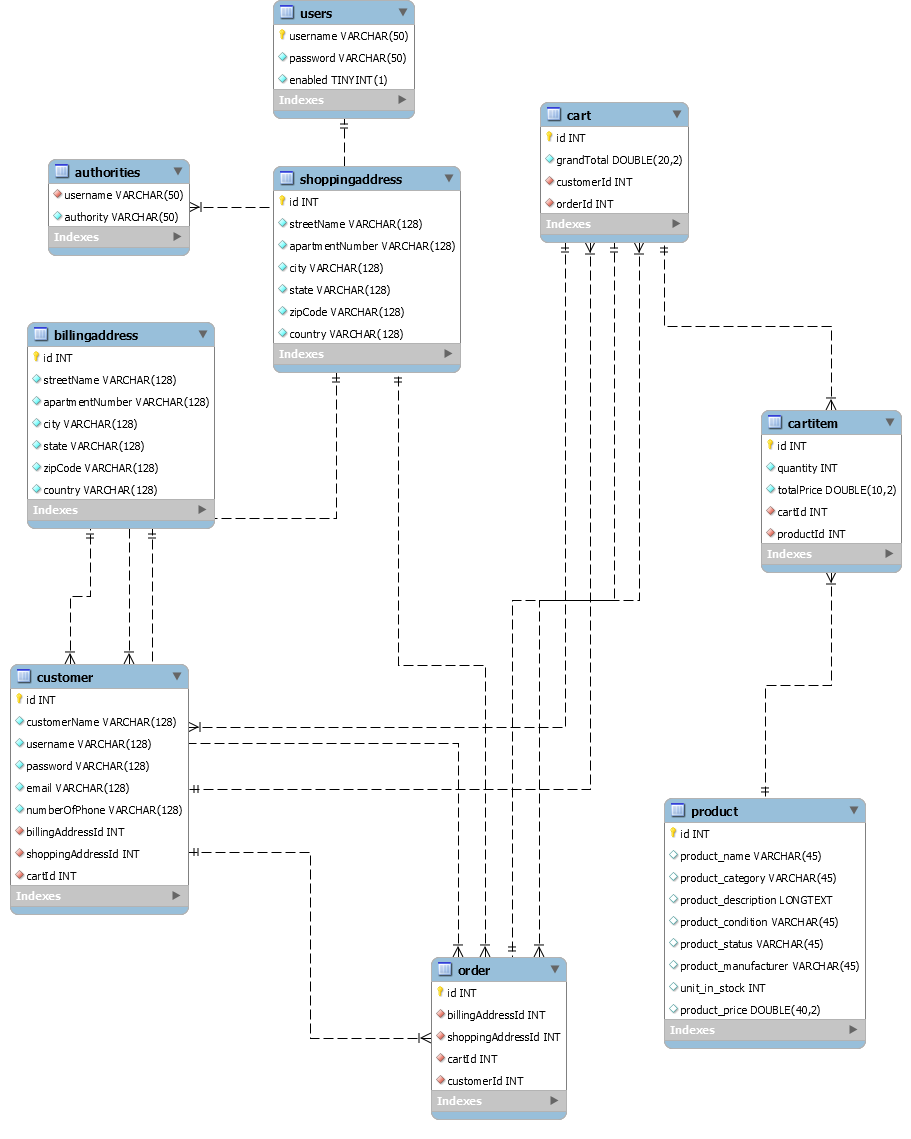 users
username VARCHAR(50)
password VARCHAR(50)
enabled TINYINT(1)
Indexes
authorities
username VARCHAR(50)
authority VARCHAR(50)
Indexes
shoppingaddress
id INT
streetName VARCHAR(128)
apartmentNumber VARCHAR(128)
city VARCHAR(128)
state VARCHAR(128)
zipCode VARCHAR(128)
country VARCHAR(128)
Indexes
cart
id INT
grandTotal DOUBLE(20,2)
customerId INT
orderId INT
Indexes
billingaddress
id INT
streetName VARCHAR(128)
apartmentNumber VARCHAR(128)
city VARCHAR(128)
state VARCHAR(128)
zipCode VARCHAR(128)
country VARCHAR(128)
Indexes
cartitem
id INT
quantity INT
totalPrice DOUBLE(10,2)
cartId INT
productId INT
Indexes
customer
id INT
customerName VARCHAR(128)
username VARCHAR(128)
password VARCHAR(128)
email VARCHAR(128)
numberOfPhone VARCHAR(128)
billingAddressId INT
shoppingAddressId INT
cartId INT
Indexes
product
id INT
product_name VARCHAR(45)
product_category VARCHAR(45)
product_description LONGTEXT
product_condition VARCHAR(45)
product_status VARCHAR(45)
product_manufacturer VARCHAR(45)
unit_in_stock INT
product_price DOUBLE(40,2)
Indexes
order
id INT
billingAddressId INT
shoppingAddressId INT
cartId INT
customerId INT
Indexes